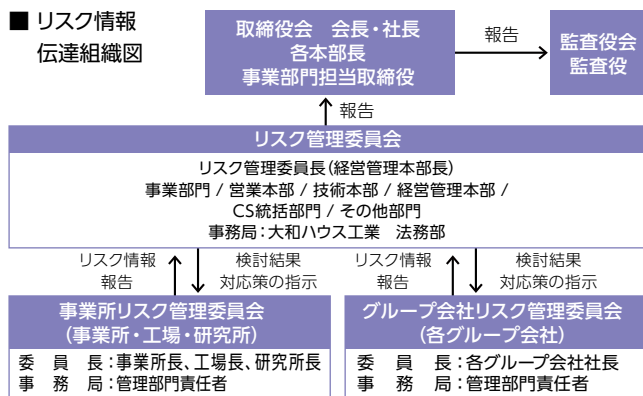 ■ リスク情報
伝達組織図
取締役会　会長・社長
各本部長
事業部門担当取締役
報告
監査役会
監査役
報告
リスク管理委員会
リスク管理委員長（経営管理本部長）
事業部門 / 営業本部 / 技術本部 / 経営管理本部 /
CS統括部門 / その他部門
事務局：大和ハウス工業　法務部
リスク情報
報告
検討結果
対応策の指示
リスク情報
報告
検討結果
対応策の指示
事業所リスク管理委員会
（事業所・工場・研究所）
委　員　長：事業所長、工場長、研究所長
事　務　局：管理部門責任者
グループ会社リスク管理委員会
（各グループ会社）
委　員　長：各グループ会社社長
事　務　局：管理部門責任者